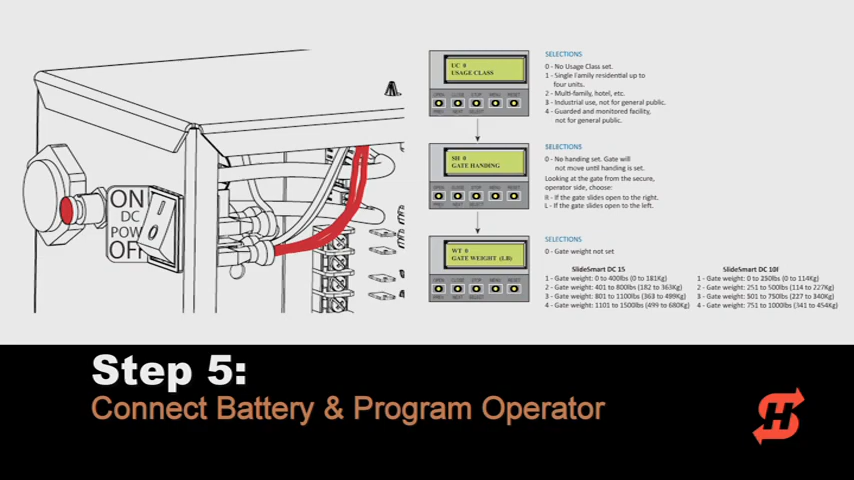 ON
DC
POW
OFF
UC 0
USAGE CLASS
OPEN CLOSE STOP MENU RESET
PREV NEXT SELECT
SELECTIONS
0 - No Usage Class set.
1 - Single family residential up to
four units.
2 - Multi-family, hotel, etc.
3 - Industrial use, not for general public.
4 - Guarded and monitored facility,
not for general public.
SH 0
GATE HANDING
OPEN CLOSE STOP MENU RESET
PREV NEXT SELECT
SELECTIONS
0 - No handing set. Gate will
not move until handing is set.
Looking at the gate from the secure,
operator side, choose:
R - If the gate slides open to the right.
L - If the gate slides open to the left.
WT 0
GATE WEIGHT (LB)
OPEN CLOSE STOP MENU RESET
PREV NEXT SELECT
SELECTIONS
0 - Gate weight not set
SlideSmart DC 15
1 - Gate weight: 0 to 400lbs (0 to 181Kg)
2 - Gate weight: 401 to 800lbs (182 to 363Kg)
3 - Gate weight: 801 to 1100lbs (363 to 499Kg)
4 - Gate weight: 1101 to 1500lbs (499 to 680Kg)
SlideSmart DC 10F
1 - Gate weight: 0 to 250lbs (0 to 114Kg)
2 - Gate weight: 251 to 500lbs (114 to 227Kg)
3 - Gate weight: 501 to 750lbs (227 to 340Kg)
4 - Gate weight: 751 to 1000lbs (341 to 454Kg)
Step 5:
Connect Battery & Program Operator
H